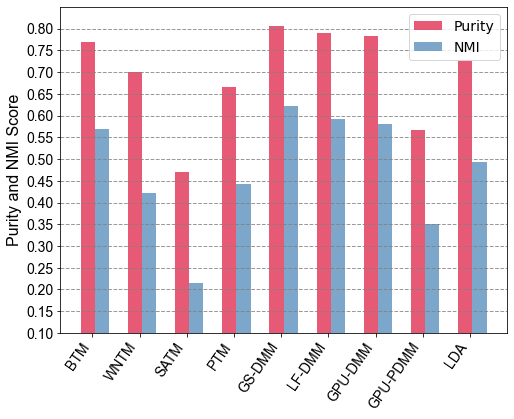 Purity and NMI Score
0.80
0.75
0.70
0.65
0.60
0.55
0.50
0.45
0.40
0.35
0.30
0.25
0.20
0.15
0.10
Purity
NMI
BTM
WNTM
SATM
PTM
GS-DMM
LF-DMM
GPU-DMM
GPU-PDMM
LDA